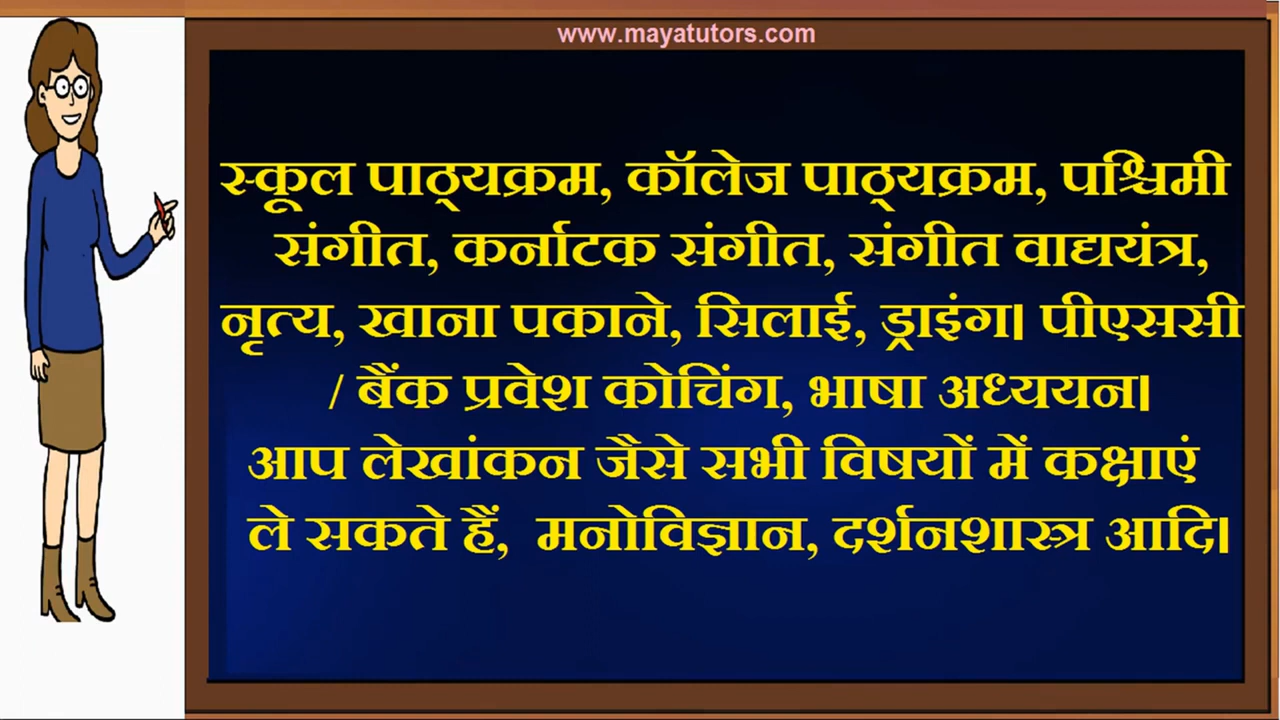 www.mayatutors.com
स्कूल पाठ्यक्रम, कॉलेज पाठ्यक्रम, पश्चिमी
संगीत, कर्नाटक संगीत, संगीत वाद्ययंत्र,
नृत्य, खाना पकाने, सिलाई, ड्राइंग। पीएससी
/ बैंक प्रवेश कोचिंग, भाषा अध्ययन।
आप लेखांकन जैसे सभी विषयों में कक्षाएं
ले सकते हैं, मनोविज्ञान, दर्शनशास्त्र आदि।